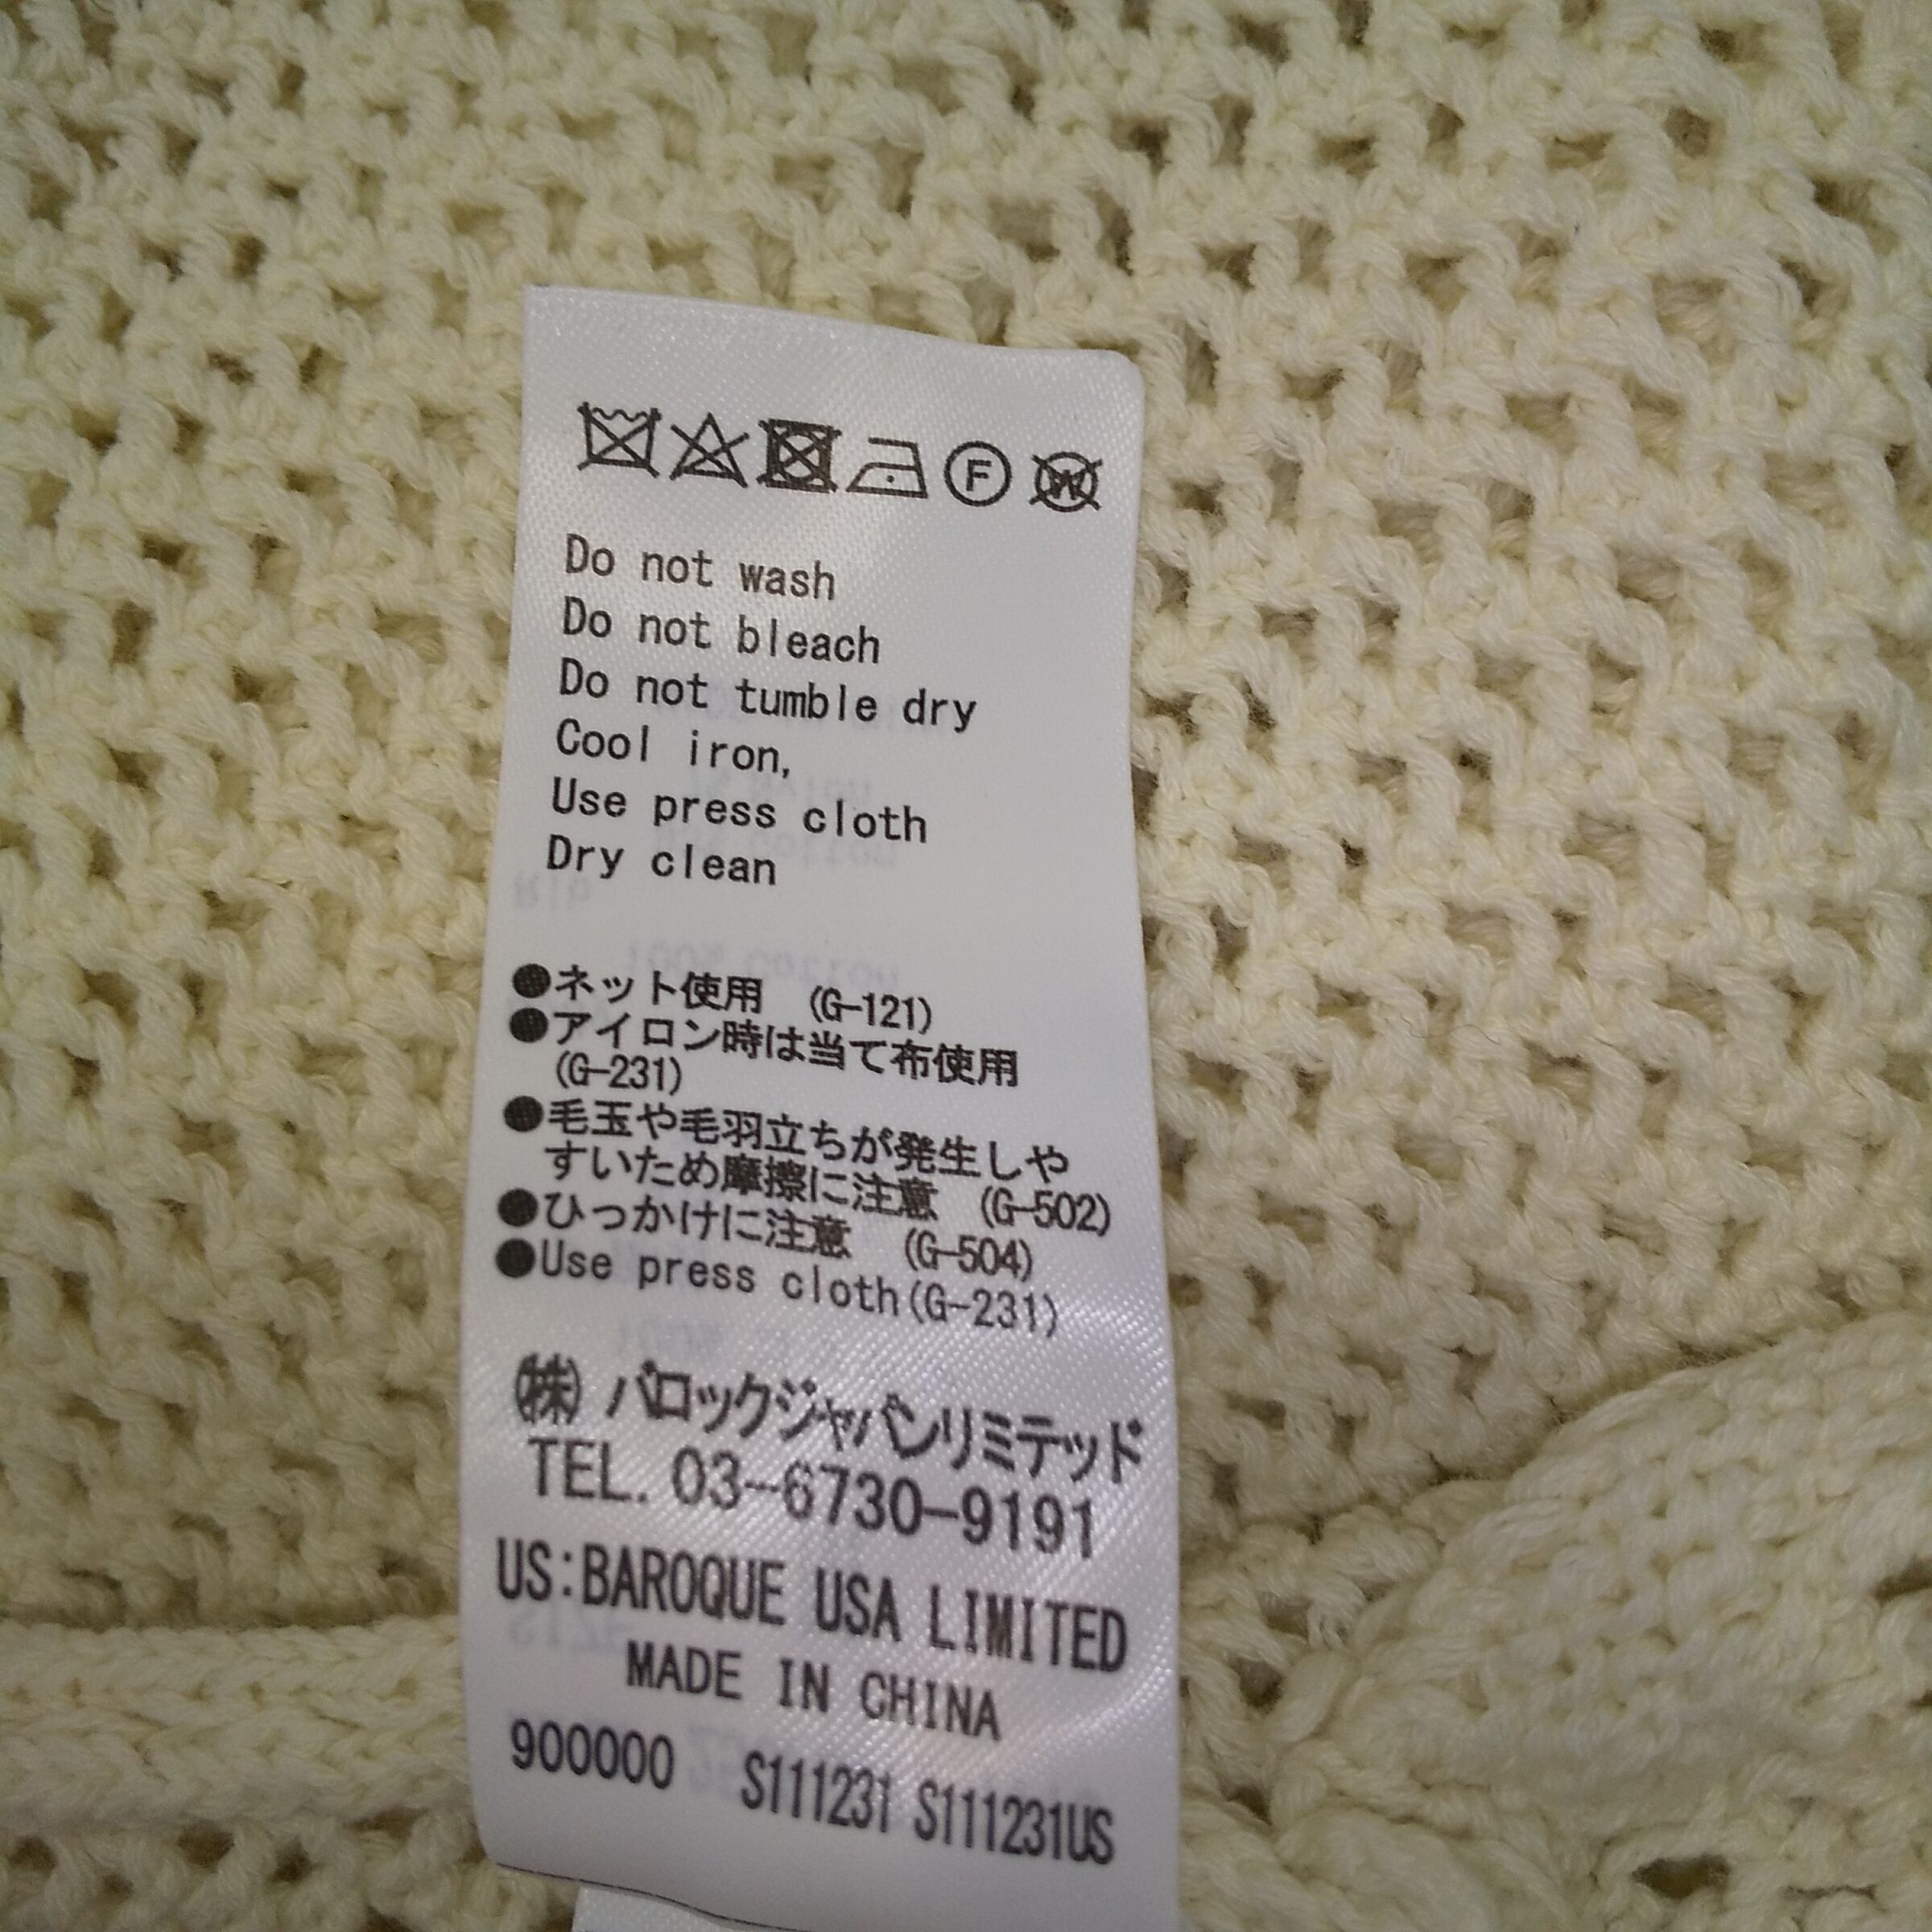 F W
Do not wash
Do not bleach
Do not tumble dry
Cool iron,
Use press cloth
Dry clean
●ネット使用 (G-121)
●アイロン時は当て布使用
(G-231)
●毛玉や毛羽立ちが発生しや
すいため摩擦に注意 (G-502)
●ひっかけに注意 (G-504)
●Use press cloth(G-231)
(株) バロックジャパンリミテッド
TEL. 03-6730-9191
US:BAROQUE USA LIMITED
MADE IN CHINA
900000 S111231 S111231US